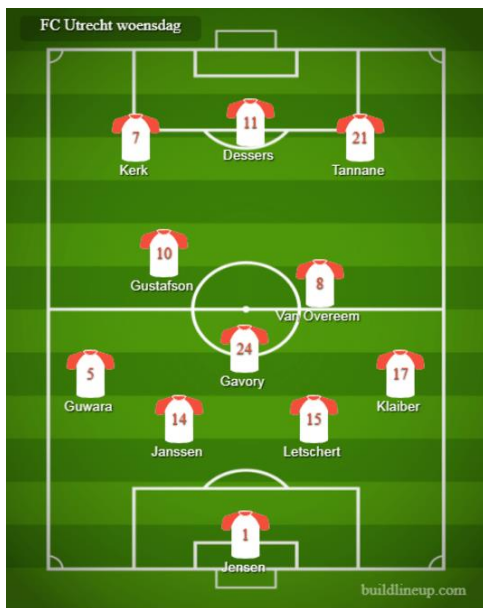 FC Utrecht woensdag
11
7
21
Dessers
Kerk
Tannane
10
8
Gustafson
Van Overeem
24
5
17
Gavory
Guwara
Klaiber
14
15
Janssen
Letschert
1
Jensen
buildlineup.com